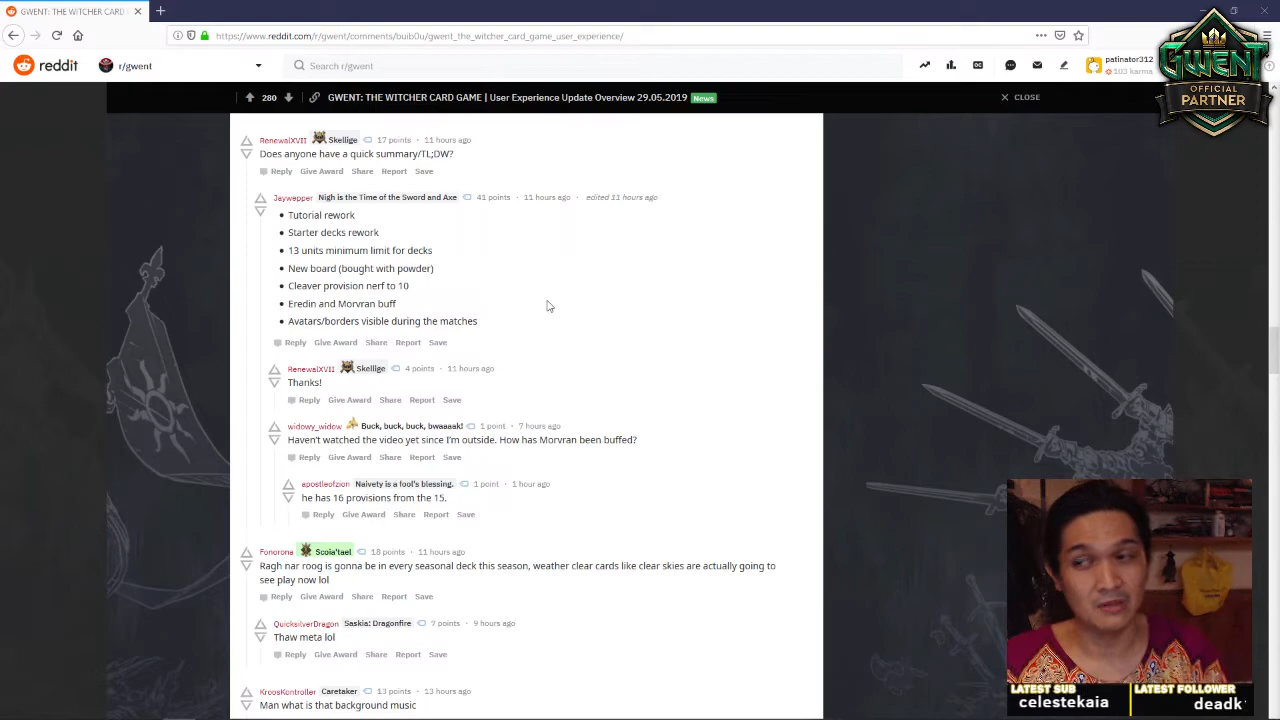 GWENT: THE WITCHER CARD G
https://www.reddit.com/r/gwent/comments/buib0u/gwent_the_witcher_card_game_user_experience/
reddit
r/gwent
Search r/gwent
patinator312
103 karma
GWENT
OFFICIAL
PARTNER
280
GWENT: THE WITCHER CARD GAME | User Experience Update Overview 29.05.2019 News
CLOSE
RenewalXVII Skellige 17 points · 11 hours ago
Does anyone have a quick summary/TL;DW?
Reply Give Award Share Report Save
Jaywepper Nigh is the Time of the Sword and Axe 41 points · 11 hours ago · edited 11 hours ago
• Tutorial rework
• Starter decks rework
• 13 units minimum limit for decks
• New board (bought with powder)
• Cleaver provision nerf to 10
• Eredin and Morvran buff
• Avatars/borders visible during the matches
Reply Give Award Share Report Save
RenewalXVII Skellige 4 points · 11 hours ago
Thanks!
Reply Give Award Share Report Save
widowy_widow Buck, buck, buck, bwaaaak! 1 point · 7 hours ago
Haven't watched the video yet since I'm outside. How has Morvran been buffed?
Reply Give Award Share Report Save
apostleofzion Naivety is a fool's blessing. 1 point · 1 hour ago
he has 16 provisions from the 15.
Reply Give Award Share Report Save
Fonorona Scoia'tael 18 points · 11 hours ago
Ragh nar roog is gonna be in every seasonal deck this season, weather clear cards like clear skies are actually going to
see play now lol
Reply Give Award Share Report Save
QuicksilverDragon Saskia: Dragonfire 7 points · 9 hours ago
Thaw meta lol
Reply Give Award Share Report Save
KroosKontroller Caretaker 13 points · 13 hours ago
Man what is that background music
LATEST SUB
celestekaia
LATEST FOLLOWER
deadk